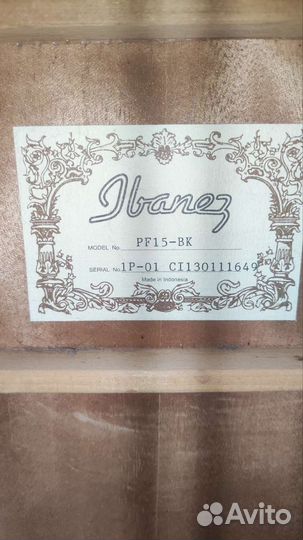 Ibanez
MODEL No. PF15-BK
SERIAL No. 1P-01 CI130111649
Made in Indonesia
Avito